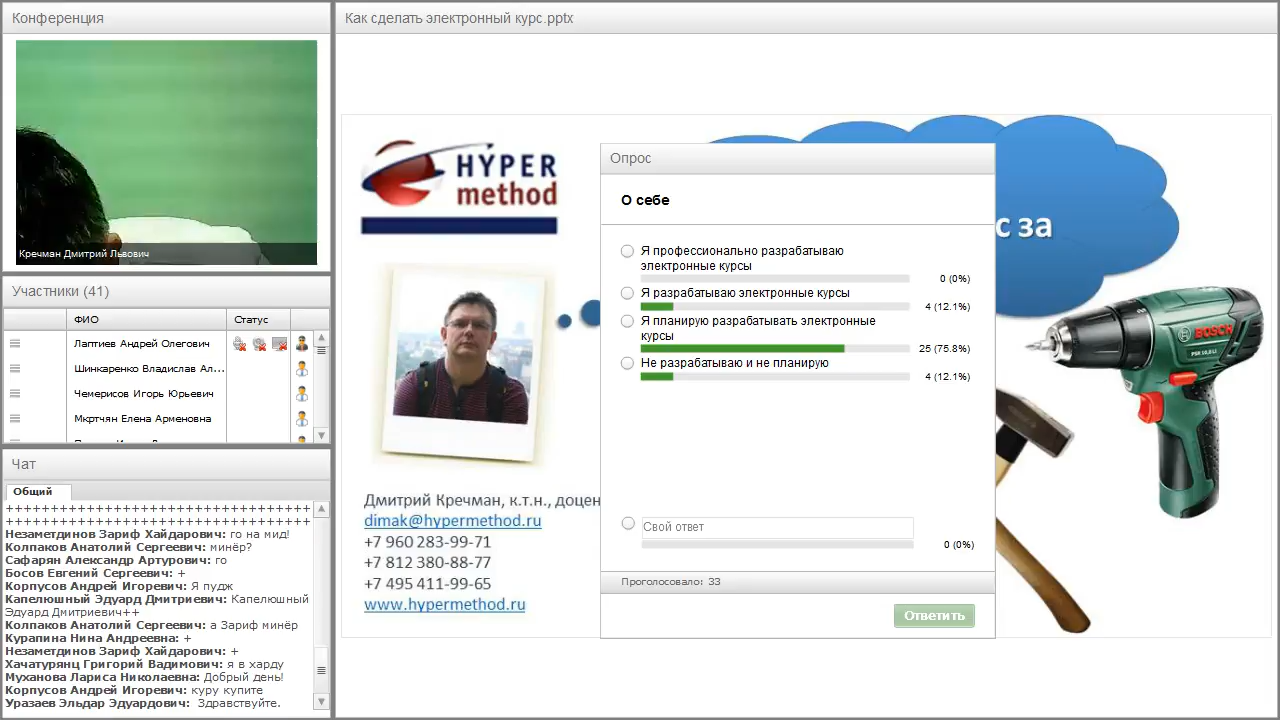 Конференция
Кречман Дмитрий Львович
Участники (41)
ФИО
Статус
Лаптиев Андрей Олегович
Шинкаренко Владислав Ал...
Чемерисов Игорь Юрьевич
Мкртчян Елена Арменовна
Чат
Общий
++++++++++++++++++++++++++++++++++
++++++++++++++++++++++++++++++++++
Незаметдинов Зариф Хайдарович: го на мид!
Колпаков Анатолий Сергеевич: минёр?
Сафарян Александр Артурович: го
Босов Евгений Сергеевич: +
Корпусов Андрей Игоревич: Я пудж
Капелюшный Эдуард Дмитриевич: Капелюшный
Эдуард Дмитриевич++
Колпаков Анатолий Сергеевич: а Зариф минёр
Курапина Нина Андреевна: +
Незаметдинов Зариф Хайдарович: +
Хачатурянц Григорий Вадимович: я в харду
Муханова Лариса Николаевна: Добрый день!
Корпусов Андрей Игоревич: куру купите
Уразаев Эльдар Эдуардович: Здравствуйте.
Как сделать электронный курс.pptx
HYPER
method
Дмитрий Кречман, к.т.н., доцен
dimak@hypermethod.ru
+7 960 283-99-71
+7 812 380-88-77
+7 495 411-99-65
www.hypermethod.ru
с за
BOSCH
PSR 10,8 LI
Опрос
О себе
Я профессионально разрабатываю
электронные курсы
0 (0%)
Я разрабатываю электронные курсы
4 (12.1%)
Я планирую разрабатывать электронные
курсы
25 (75.8%)
Не разрабатываю и не планирую
4 (12.1%)
Свой ответ
0 (0%)
Проголосовало: 33
Ответить